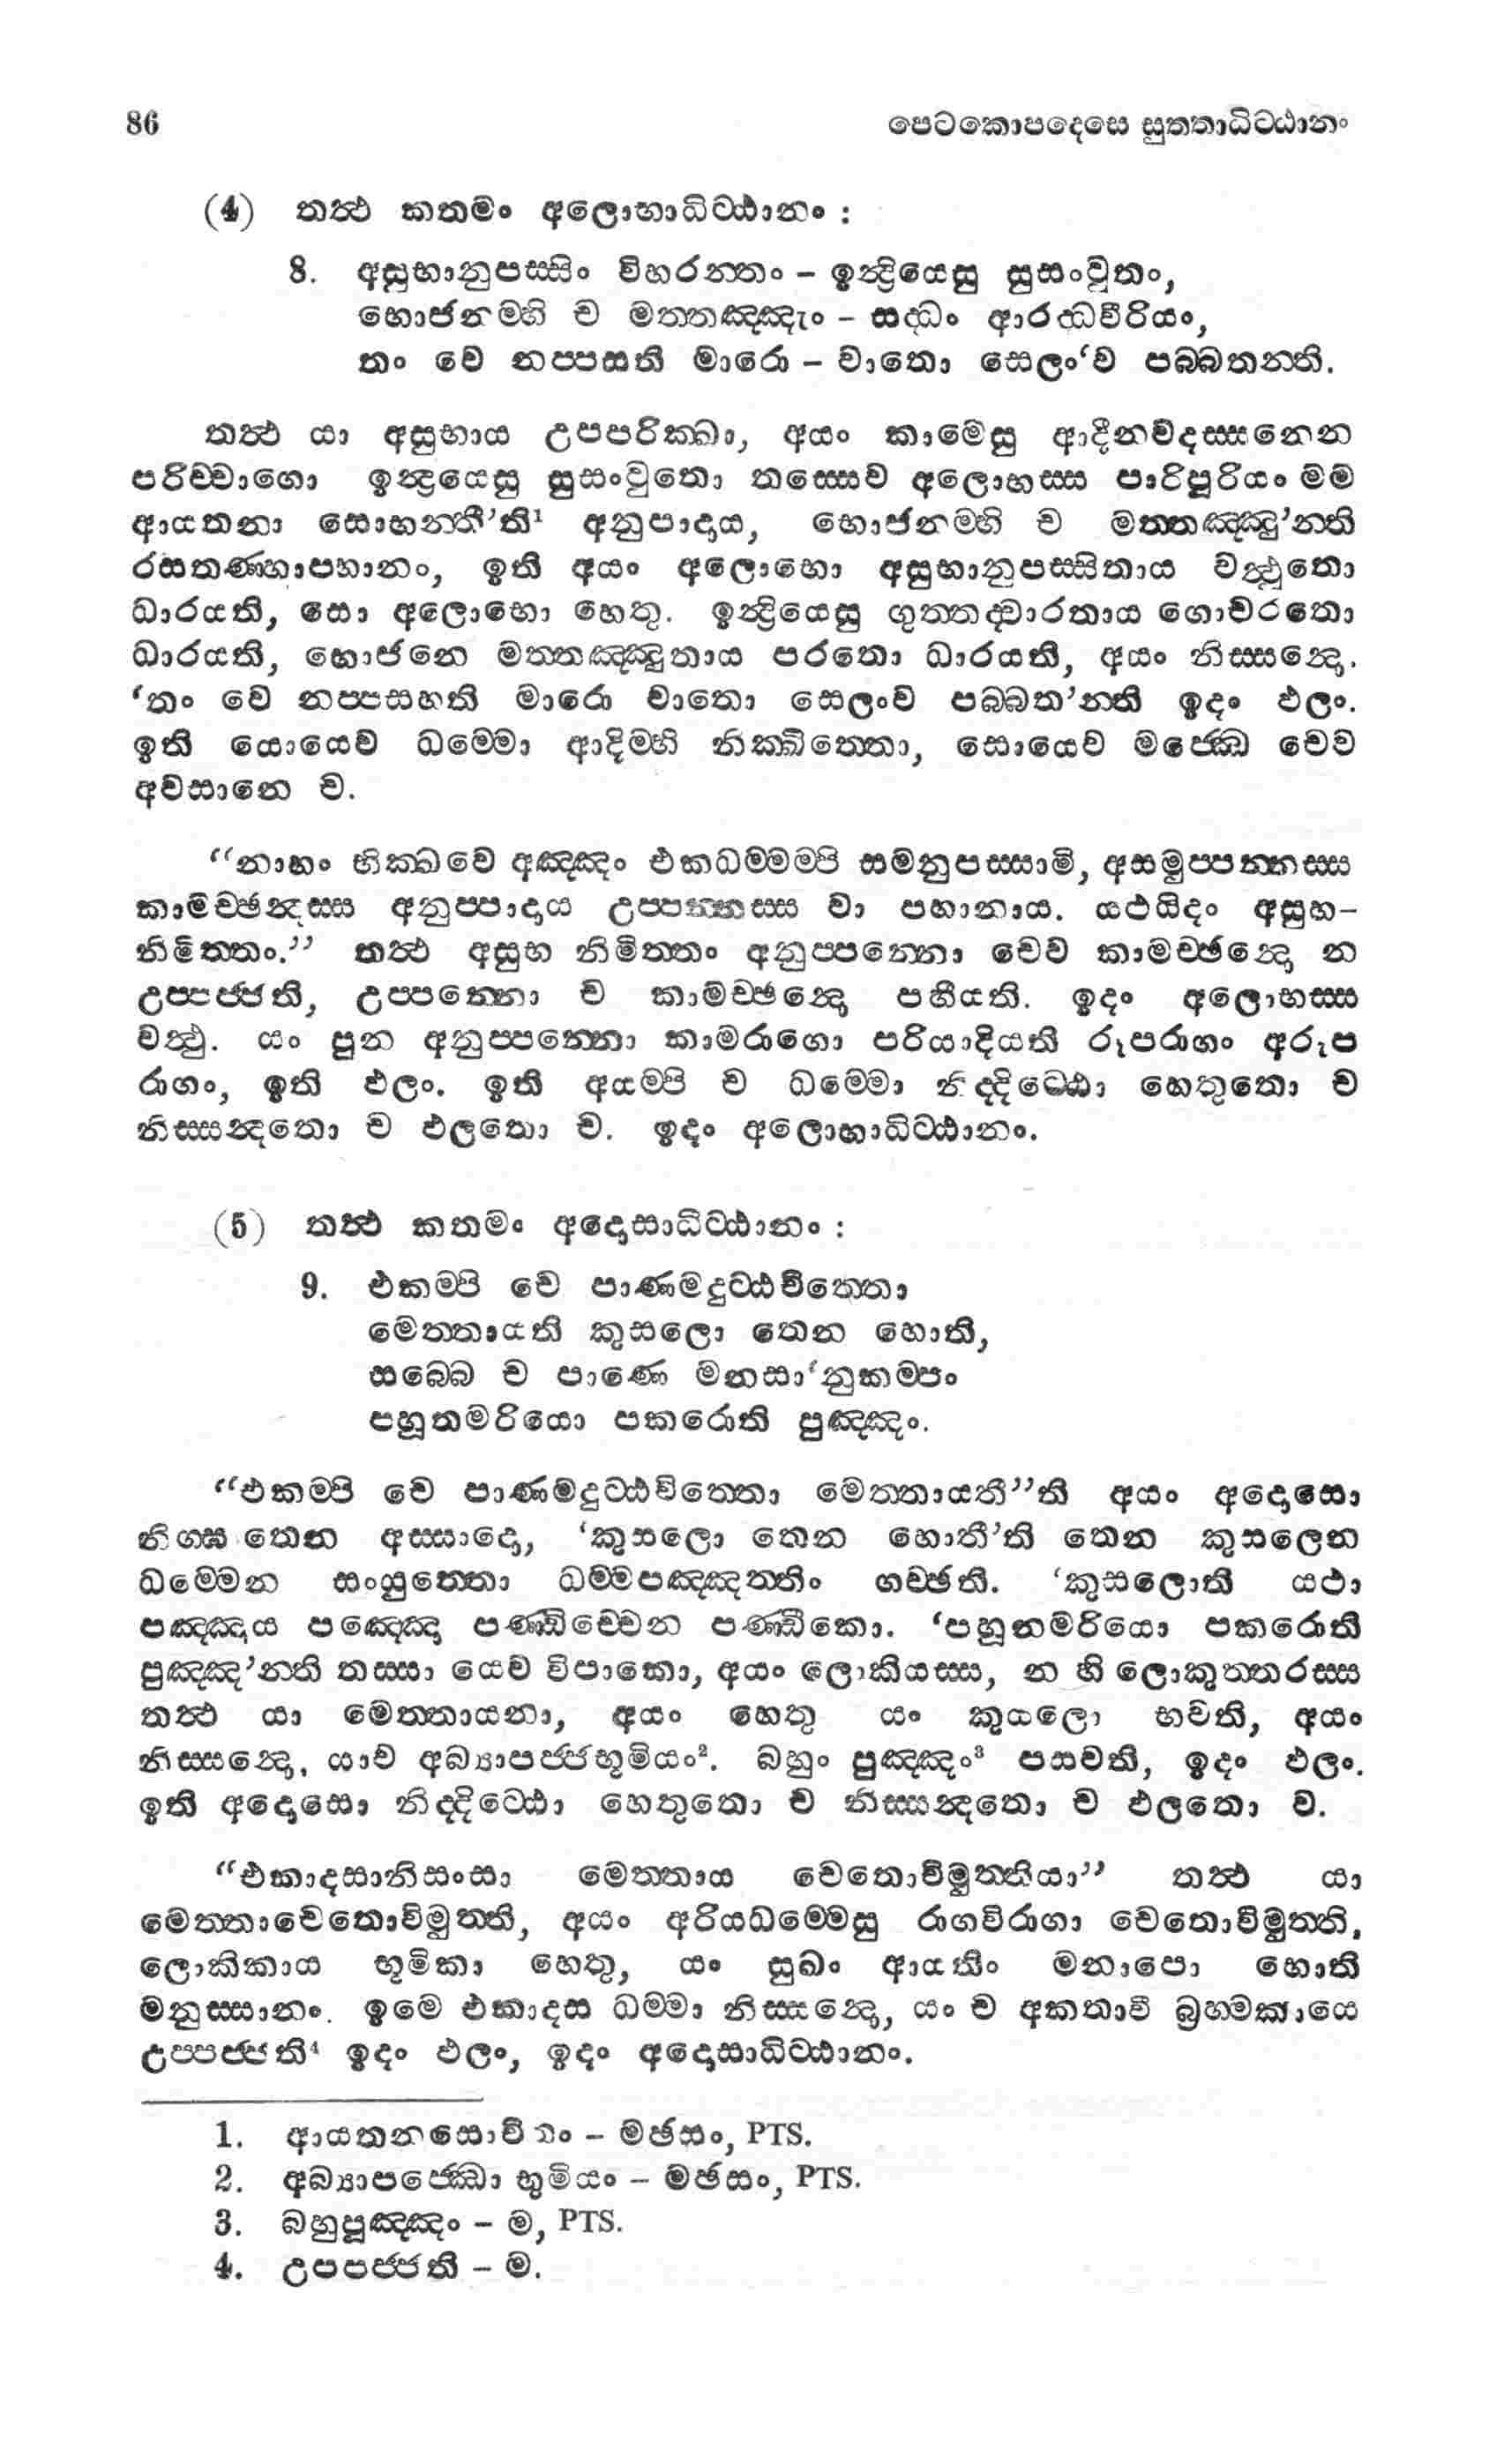 86 පෙටකොපදෙසෙ සුතතාධිට්ඨානං
(4) තත්‍ථ කතමං අලොභාධිට්ඨානං :
8. අසුභානුපස්සිං විහරන්තං – ඉන්‍ද්‍රියෙසු සුසංවුතං,
භොජනම්හි ච මත්තඤ්ඤුං – සද්ධං ආරද්ධවීරියං,
තං වෙ නප්පසහති මාරො – වාතො සෙලං‘ව පබ්බතන්ති.
තත්‍ථ යා අසුභාය උපපරික්ඛා, අයං කාමෙසු ආදීනවදස්සනෙන
පරිච්චාගො ඉන්‍ද්‍රයෙසු සුසංවුතො තස්සෙව අලොභස්ස පාරිපූරියං මම
ආයතනා සොභන්තී’ති¹ අනුපාදාය, භොජනම්හි ච මත්තඤ්ඤු’න්ති
රසතණ්හාපහානං, ඉති අයං අලොභො අසුභානුපස්සිතාය වත්‍ථුතො
ධාරයති, සො අලොභො හෙතු. ඉන්‍ද්‍රියෙසු ගුත්තද්වාරතාය ගොචරතො
ධාරයති, භොජනෙ මත්තඤ්ඤුතාය පරතො ධාරයති, අයං නිස්සන්‍දො.
‘තං වෙ නප්පසහති මාරො වාතො සෙලංව පබ්බත’න්ති ඉදං ඵලං.
ඉති යොයෙව ධම්මො ආදිම්හි නික්ඛිත්තො, සොයෙව මජ්ඣෙ චෙව
අවසානෙ ච.
“නාහං භික්ඛවෙ අඤ්ඤං එකධම්මම්පි සමනුපස්සාමි, අසමුප්පන්නස්ස
කාමච්ඡන්‍දස්ස අනුප්පාදාය උප්පන්නස්ස වා පහානාය. යථයිදං අසුභ-
නිමිත්තං.” තත්‍ථ අසුභ නිමිත්තං අනුප්පන්නො චෙව කාමච්ඡන්‍දො න
උප්පජ්ජති, උප්පන්නො ච කාමච්ඡන්‍දො පහීයති. ඉදං අලොභස්ස
වත්‍ථු. යං පුන අනුප්පන්නො කාමරාගො පරියාදියති රූපරාගං අරූප
රාගං, ඉති ඵලං. ඉති අයම්පි ච ධම්මො නිද්දිට්ඨො හෙතුතො ච
නිස්සන්‍දතො ච ඵලතො ච. ඉදං අලොභාධිට්ඨානං.
(5) තත්‍ථ කතමං අදොසාධිට්ඨානං :
9. එකම්පි චෙ පාණමදුට්ඨචිත්තො
මෙත්තායති කුසලො තෙන හොති,
සබ්බෙ ච පාණෙ මනසා‘නුකම්පං
පහූතමරියො පකරොති පුඤ්ඤං.
“එකම්පි චෙ පාණමදුට්ඨචිත්තො මෙත්තායතී”ති අයං අදොසො
නිගඝ තෙන අස්සාදො, ‘කුසලො තෙන හොතී’ති තෙන කුසලෙන
ධම්මෙන සංයුත්තො ධම්මපඤ්ඤත්තිං ගච්ඡති. ‘කුසලොති යථා
පඤ්ඤාය පඤ්ඤො පණ්ඩිච්චෙන පණ්ඩිතො. ‘පහූතමරියො පකරොති
පුඤ්ඤ’න්ති තස්සා යෙව විපාකො, අයං ලොකියස්ස, න හි ලොකුත්තරස්ස
තත්‍ථ යා මෙත්තායනා, අයං හෙතු යං කුසලො භවති, අයං
නිස්සන්‍දො, යාව අබ්‍යාපජ්ජභූමියං². බහුං පුඤ්ඤං³ පසවති, ඉදං ඵලං.
ඉති අදොසො නිද්දිට්ඨො හෙතුතො ච නිස්සන්‍දතො ච ඵලතො ච.
“එකාදසානිසංසා මෙත්තාය චෙතොවිමුත්තියා” තත්‍ථ යා
මෙත්තාචෙතොවිමුත්ති, අයං අරියධම්මෙසු රාගවිරාගා චෙතොවිමුත්ති,
ලොකිකාය භූමිකා හෙතු, යං සුඛං ආයතිං මනාපො හොති
මනුස්සානං. ඉමෙ එකාදස ධම්මා නිස්සන්‍දො, යං ච අකතාවී බ්‍රහ්මකායෙ
උප්පජ්ජති⁴ ඉදං ඵලං, ඉදං අදොසාධිට්ඨානං.
1. ආයතනසොචිතං – මඡසං, PTS.
2. අබ්‍යාපජ්ඣො භුමියං – මඡසං, PTS.
3. බහුපූඤ්ඤං – ම, PTS.
4. උපපජ්ජති – ම.